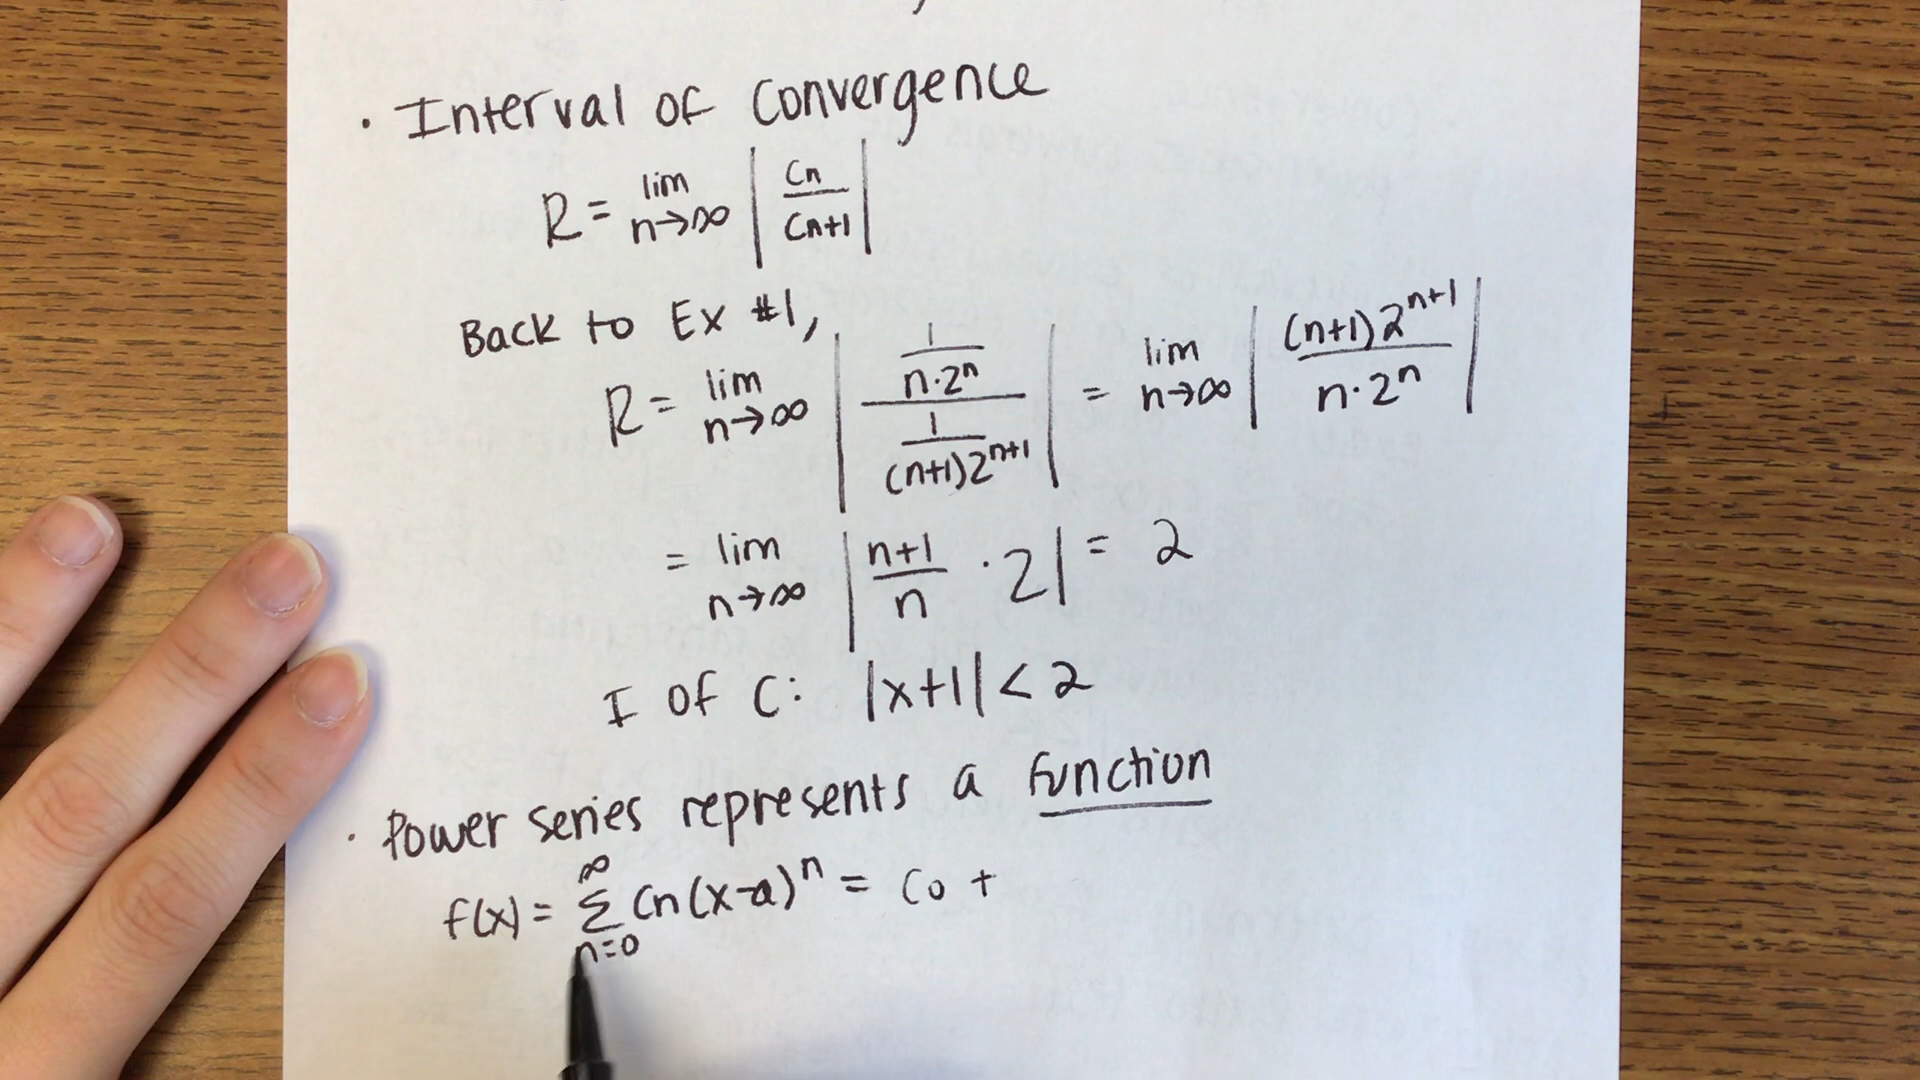 · Interval of Convergence
R = lim n→∞ | Cn / Cn+1 |
Back to Ex #1,
R = lim n→∞ | (1 / n·2^n) / (1 / (n+1)2^n+1) | = lim n→∞ | (n+1)2^n+1 / n·2^n |
= lim n→∞ | n+1 / n · 2 | = 2
I of C: |x+1| < 2
· Power series represents a function
f(x) = ∞ Σ n=0 Cn(x-a)^n = C0 +